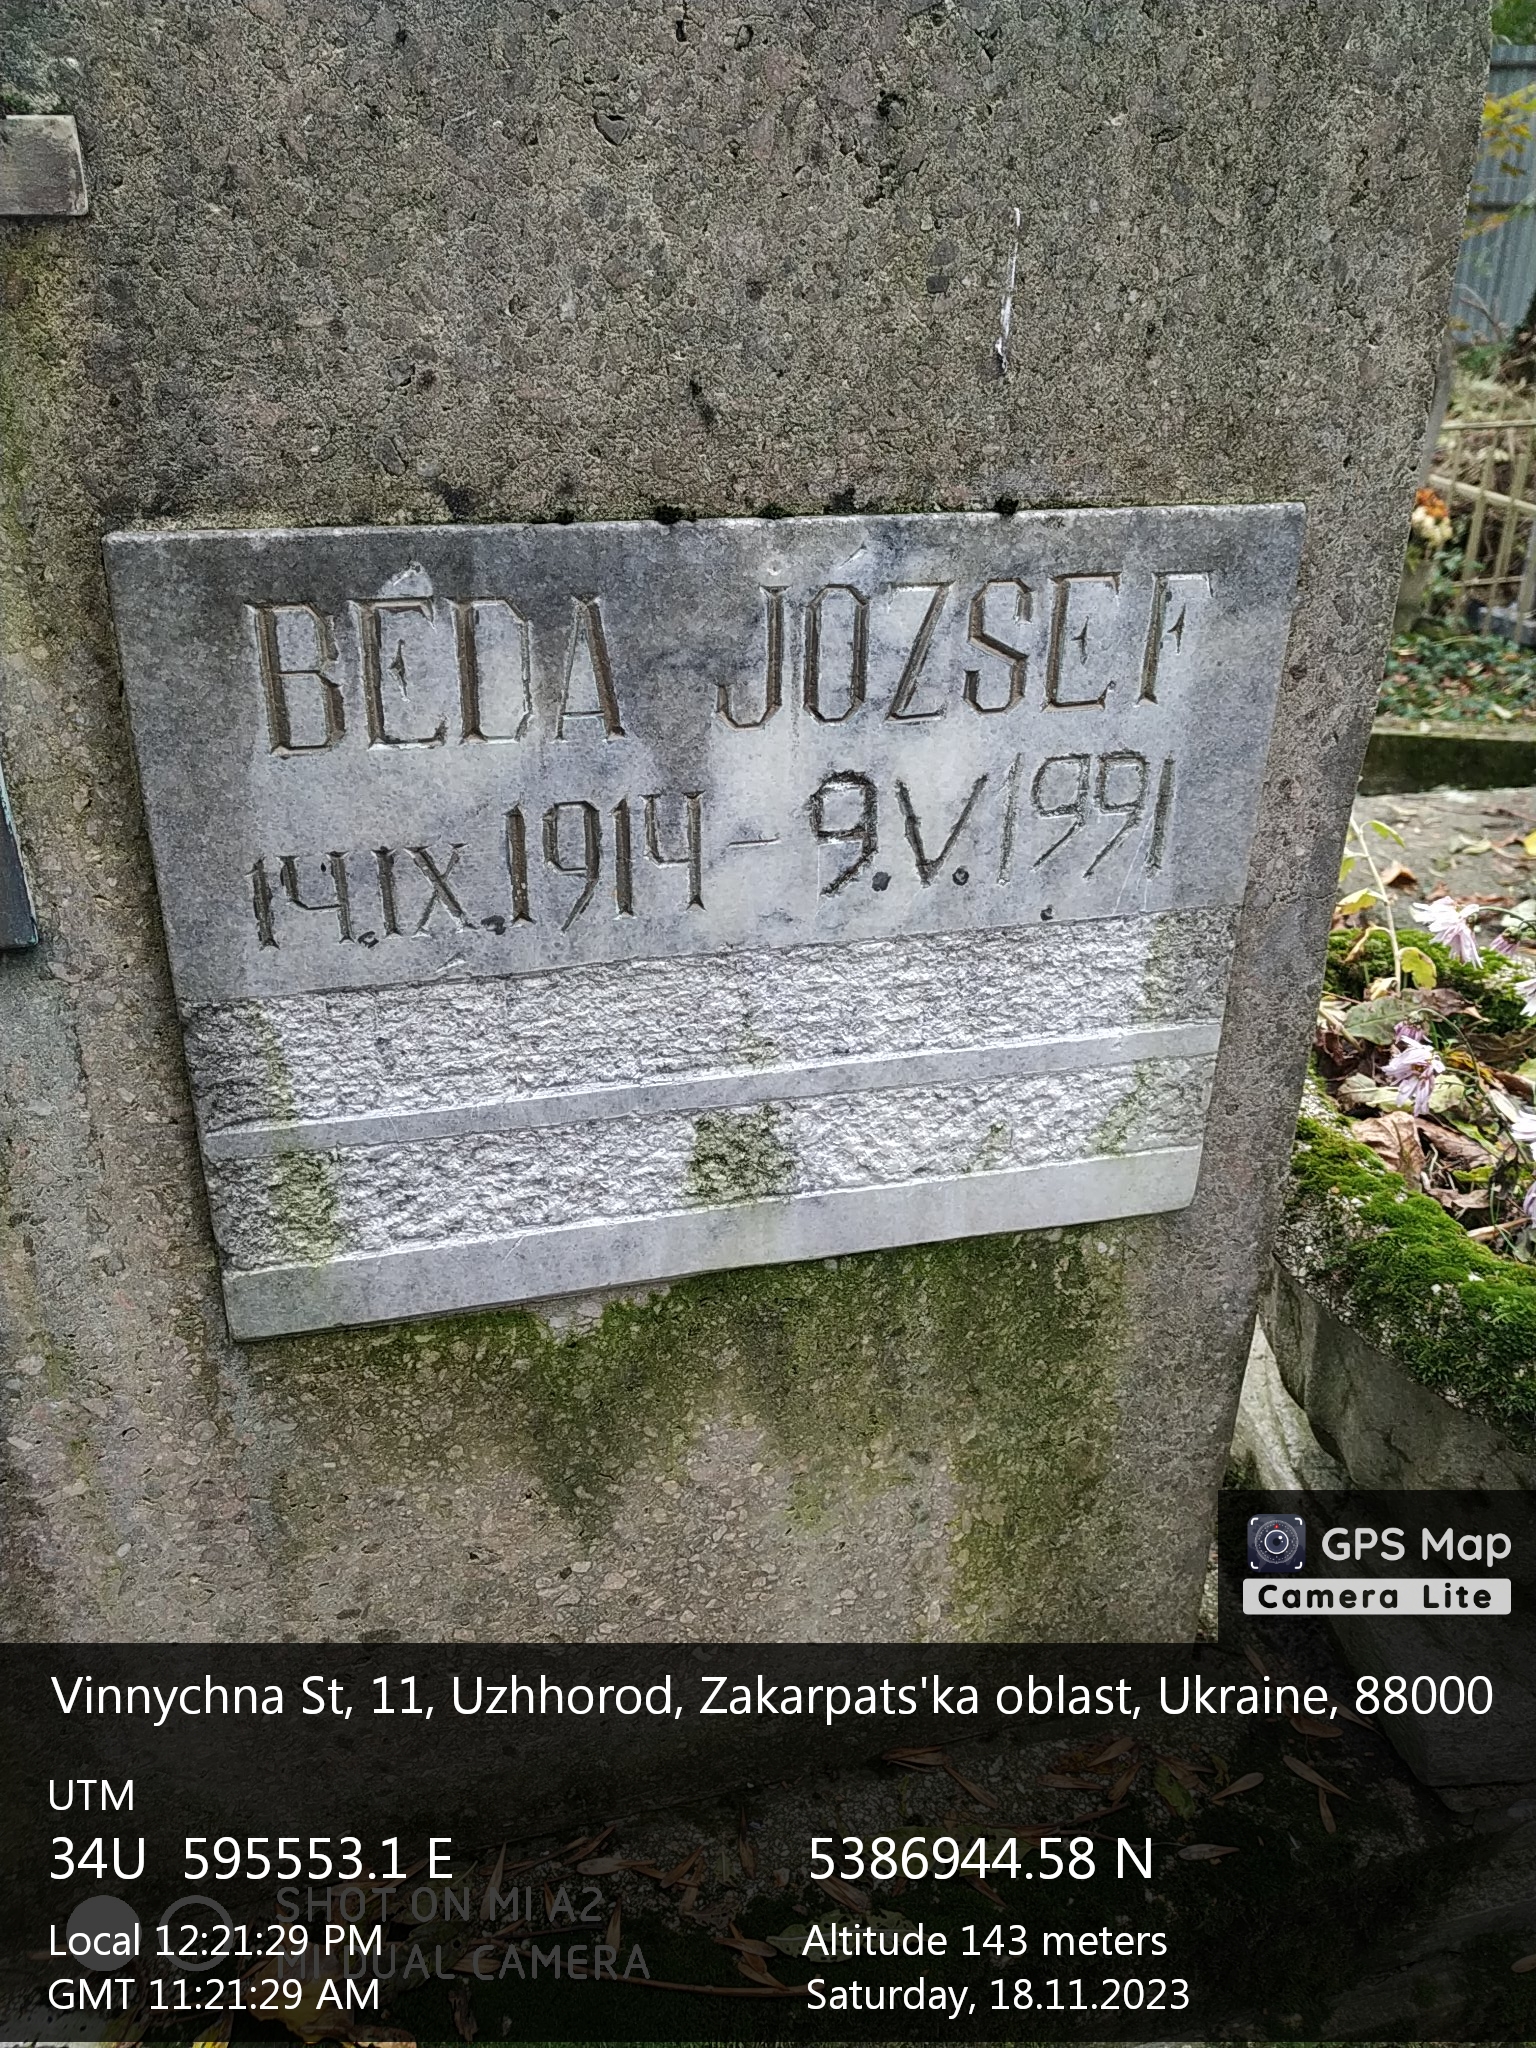 BÉDA JÓZSEF
14.IX.1914 - 9.V.1991
GPS Map
Camera Lite
Vinnychna St, 11, Uzhhorod, Zakarpats'ka oblast, Ukraine, 88000
UTM
34U 595553.1 E 5386944.58 N
SHOT ON MI A2
MI DUAL CAMERA
Local 12:21:29 PM Altitude 143 meters
GMT 11:21:29 AM Saturday, 18.11.2023